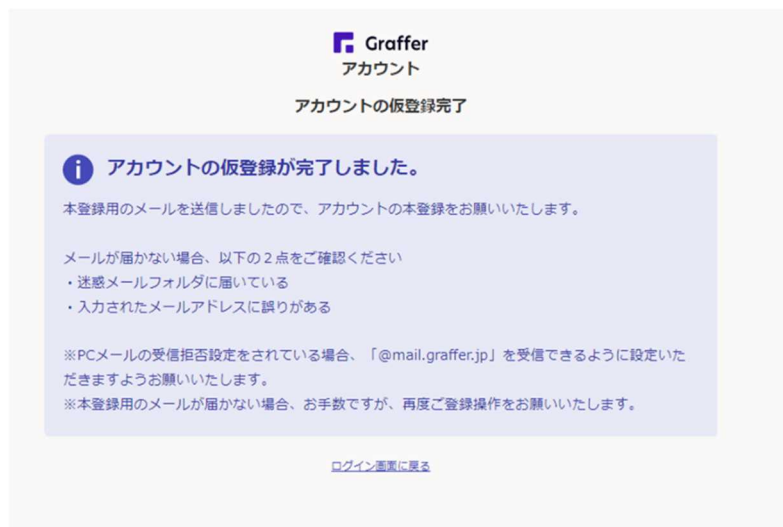 Graffer
アカウント
アカウントの仮登録完了
アカウントの仮登録が完了しました。
本登録用のメールを送信しましたので、アカウントの本登録をお願いいたします。
メールが届かない場合、以下の２点をご確認ください
・迷惑メールフォルダに届いている
・入力されたメールアドレスに誤りがある
※PCメールの受信拒否設定をされている場合、「@mail.graffer.jp」を受信できるように設定いた
だきますようお願いいたします。
※本登録用のメールが届かない場合、お手数ですが、再度ご登録操作をお願いいたします。
ログイン画面に戻る